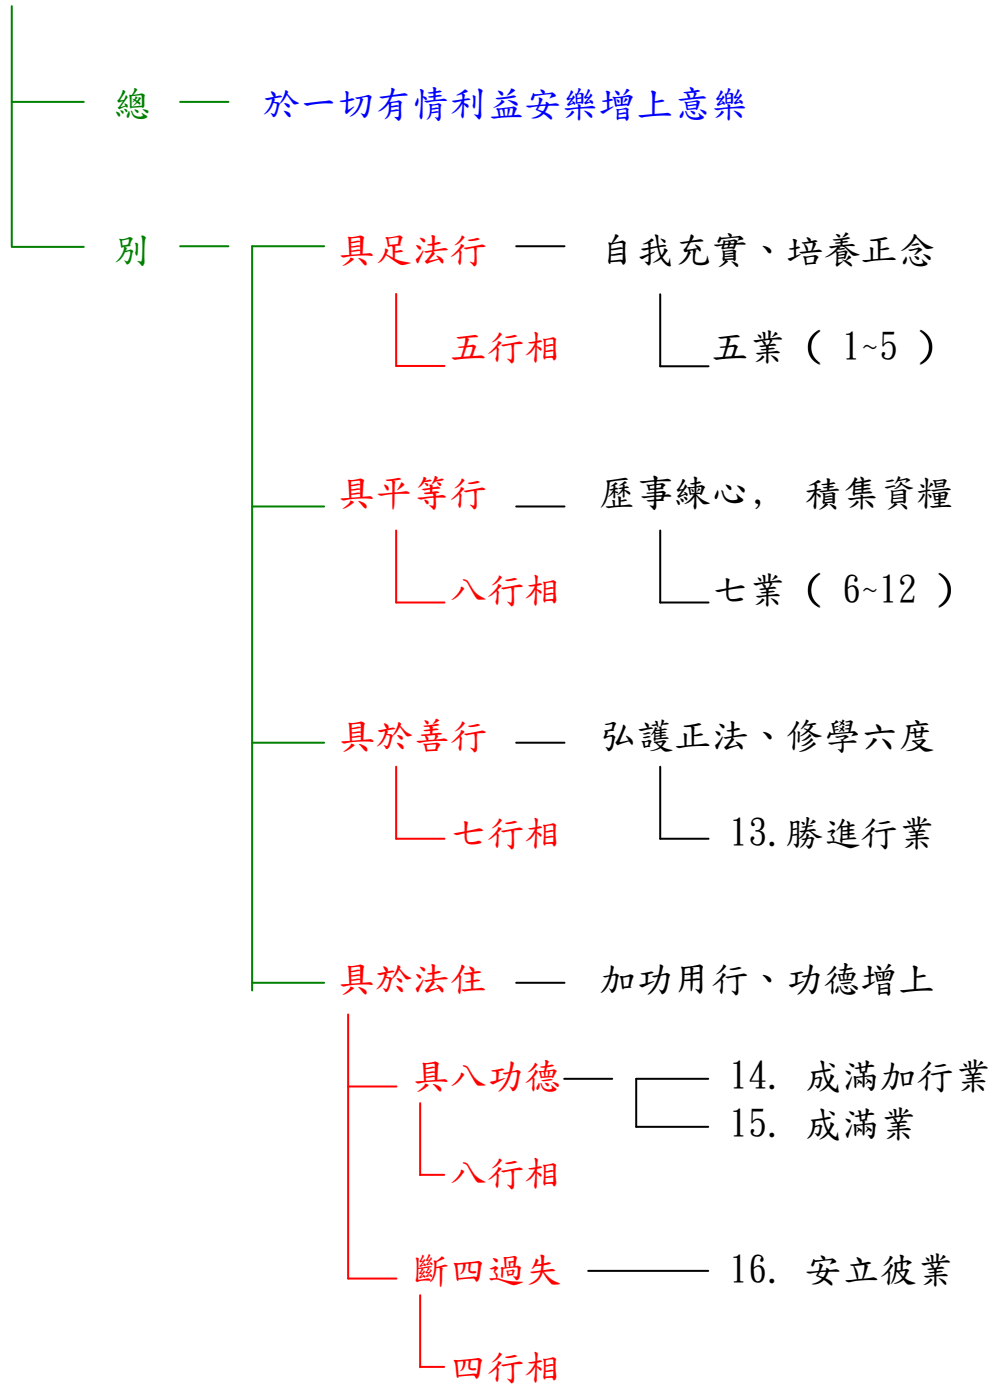 總 於一切有情利益安樂增上意樂
別 具足法行 自我充實、培養正念
五行相 五業 ( 1~5 )
具平等行 歷事練心, 積集資糧
八行相 七業 ( 6~12 )
具於善行 弘護正法、修學六度
七行相 13.勝進行業
具於法住 加功用行、功德增上
具八功德 14. 成滿加行業
15. 成滿業
八行相
斷四過失 16. 安立彼業
四行相